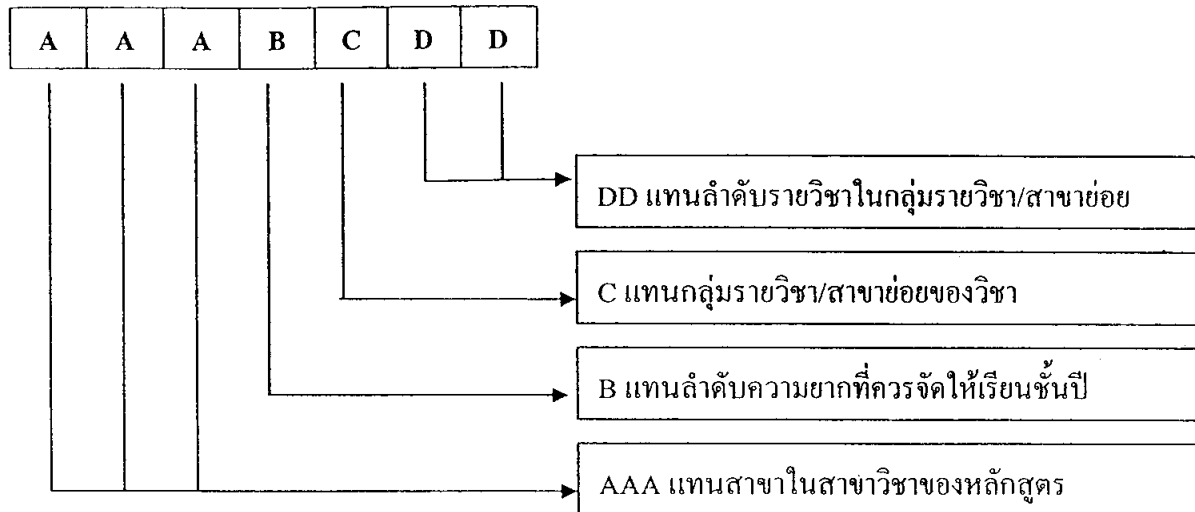 A A A B C D D
DD แทนลำดับรายวิชาในกลุ่มรายวิชา/สาขาย่อย
C แทนกลุ่มรายวิชา/สาขาย่อยของวิชา
B แทนลำดับความยากที่ควรจัดให้เรียนชั้นปี
AAA แทนสาขาในสาขาวิชาของหลักสูตร